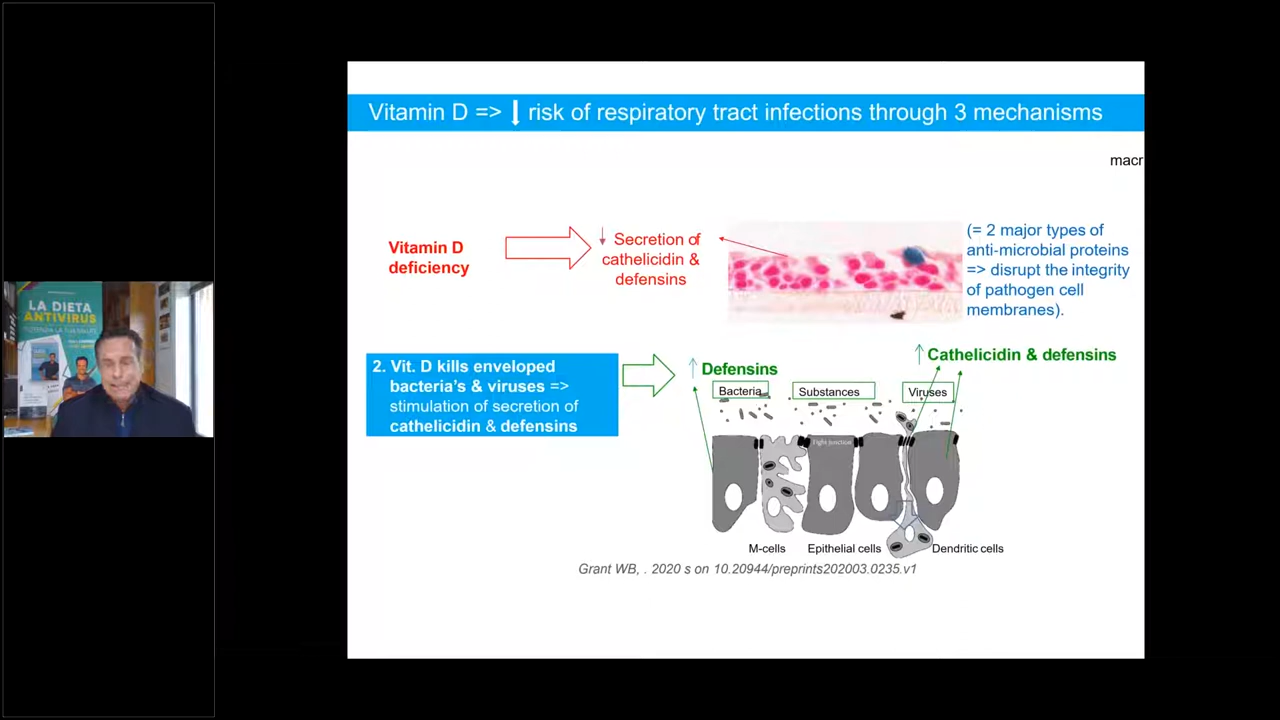 Vitamin D => ↓ risk of respiratory tract infections through 3 mechanisms
macr
Vitamin D
deficiency
↓ Secretion of
cathelicidin &
defensins
(= 2 major types of
anti-microbial proteins
=> disrupt the integrity
of pathogen cell
membranes).
2. Vit. D kills enveloped
bacteria's & viruses =>
stimulation of secretion of
cathelicidin & defensins
↑ Defensins
↑ Cathelicidin & defensins
Bacteria
Substances
Viruses
Tight junction
M-cells
Epithelial cells
Dendritic cells
Grant WB, . 2020 s on 10.20944/preprints202003.0235.v1
LA DIETA
ANTIVIRUS